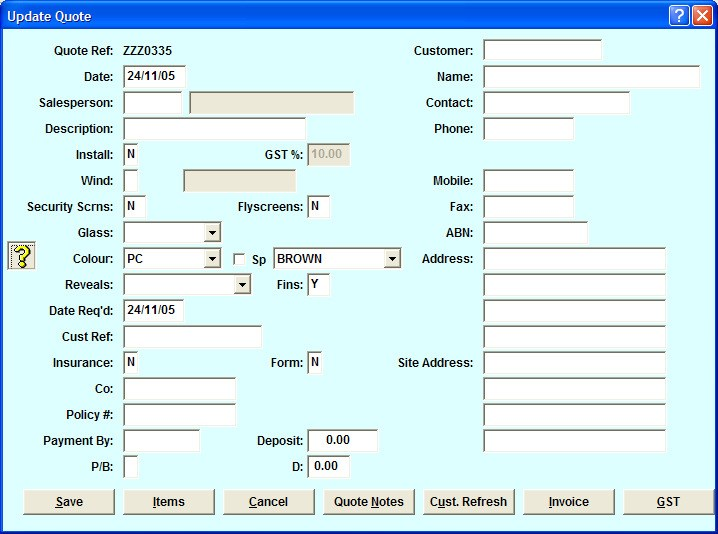 Update Quote
Quote Ref: ZZZ0335 Customer:
Date: 24/11/05 Name:
Salesperson: Contact:
Description: Phone:
Install: N GST %: 10.00
Wind: Mobile:
Security Scrns: N Flyscreens: N Fax:
Glass: ABN:
Colour: PC Sp BROWN Address:
Reveals: Fins: Y
Date Req'd: 24/11/05
Cust Ref:
Insurance: N Form: N Site Address:
Co:
Policy #:
Payment By: Deposit: 0.00
P/B: D: 0.00
Save Items Cancel Quote Notes Cust. Refresh Invoice GST